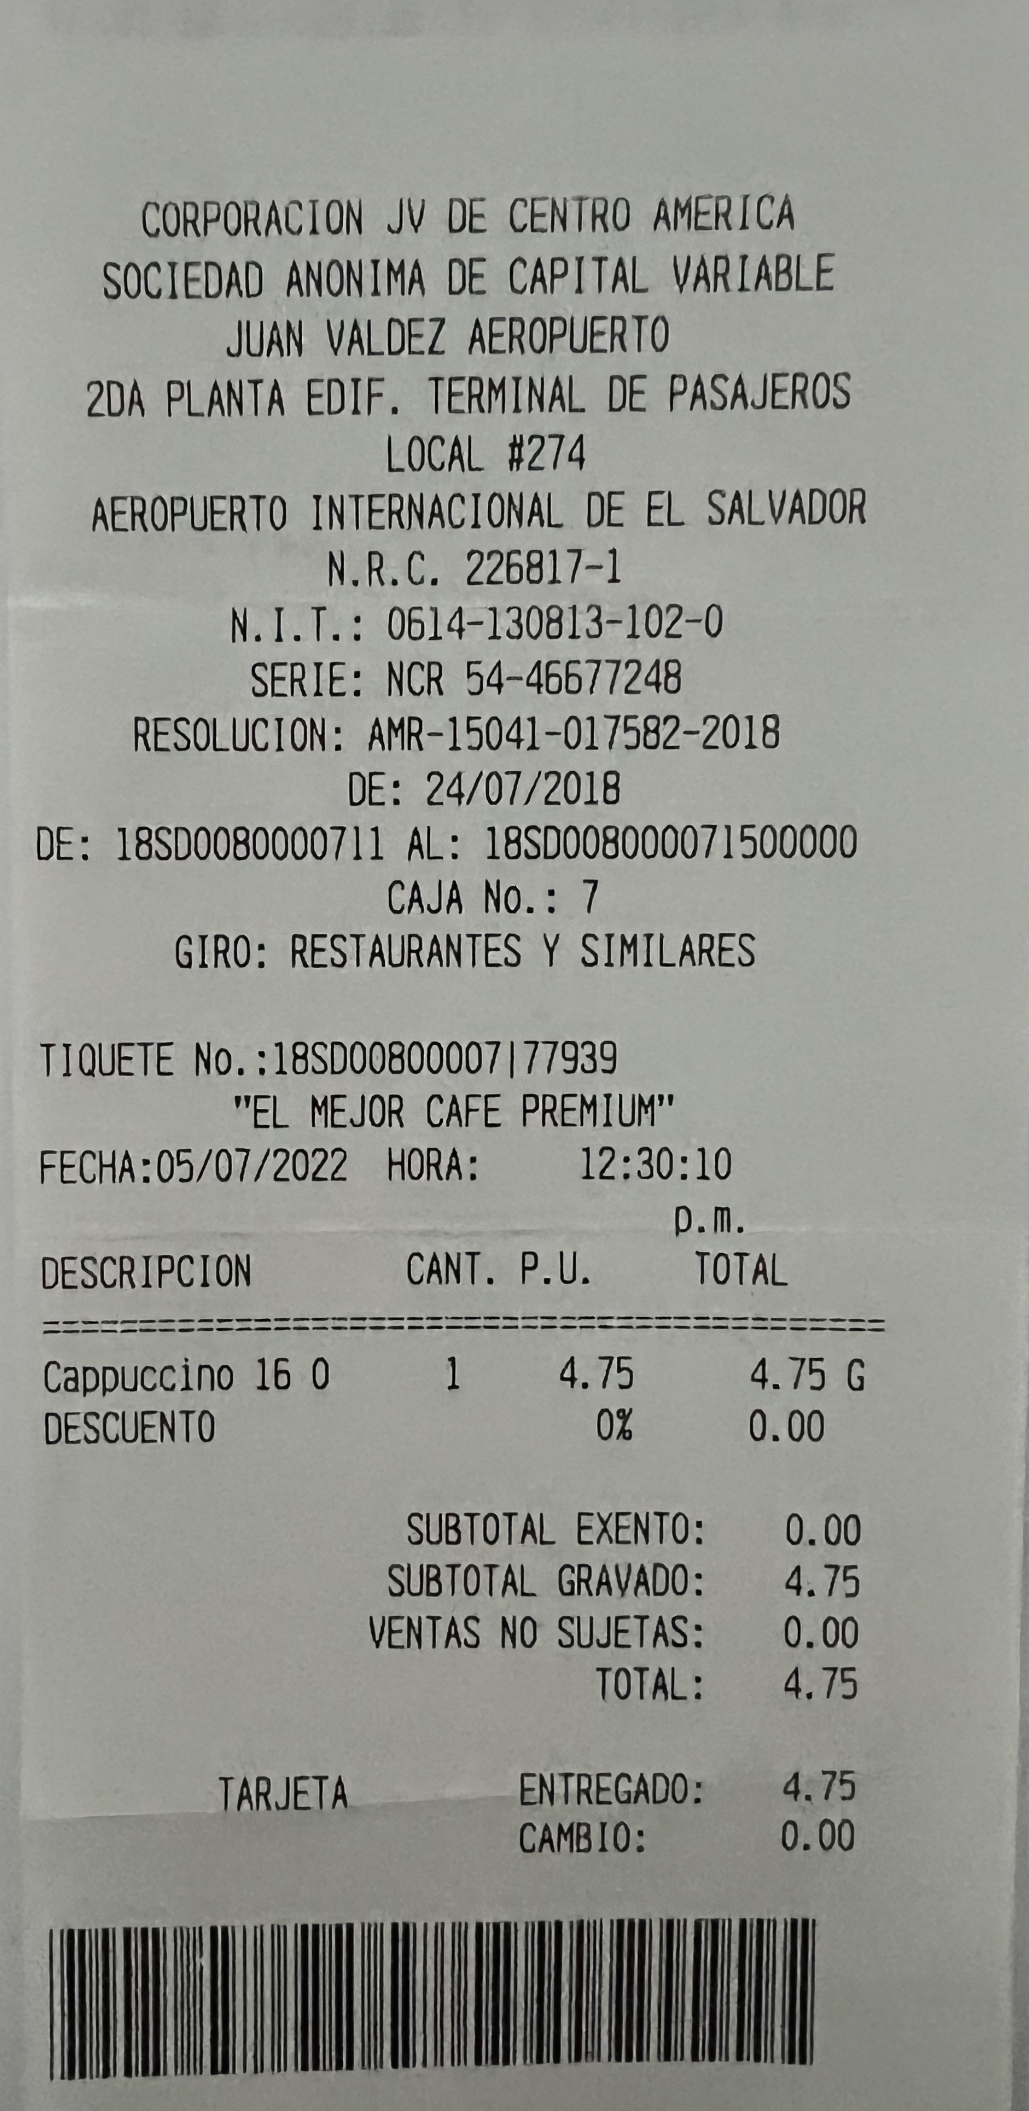 CORPORACION JV DE CENTRO AMERICA
SOCIEDAD ANONIMA DE CAPITAL VARIABLE
JUAN VALDEZ AEROPUERTO
2DA PLANTA EDIF. TERMINAL DE PASAJEROS
LOCAL #274
AEROPUERTO INTERNACIONAL DE EL SALVADOR
N.R.C. 226817-1
N.I.T.: 0614-130813-102-0
SERIE: NCR 54-46677248
RESOLUCION: AMR-15041-017582-2018
DE: 24/07/2018
DE: 18SD0080000711 AL: 18SD008000071500000
CAJA No.: 7
GIRO: RESTAURANTES Y SIMILARES
TIQUETE No.:18SD00800007|77939
"EL MEJOR CAFE PREMIUM"
FECHA:05/07/2022 HORA: 12:30:10
p.m.
DESCRIPCION CANT. P.U. TOTAL
============================================
Cappuccino 16 O 1 4.75 4.75 G
DESCUENTO 0% 0.00
SUBTOTAL EXENTO: 0.00
SUBTOTAL GRAVADO: 4.75
VENTAS NO SUJETAS: 0.00
TOTAL: 4.75
TARJETA ENTREGADO: 4.75
CAMBIO: 0.00